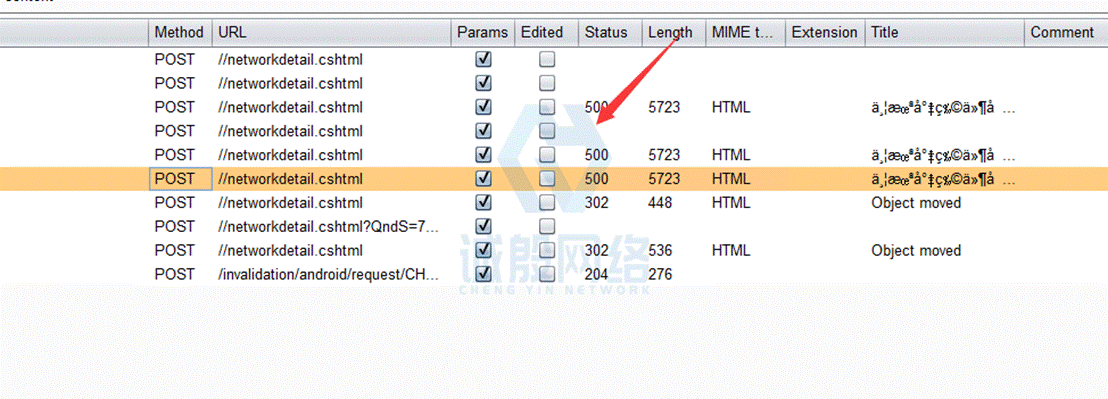 Method URL Params Edited Status Length MIME t... Extension Title Comment
POST //networkdetail.cshtml
POST //networkdetail.cshtml
POST //networkdetail.cshtml 500 5723 HTML ä¸¦æœªå°‡ç‰©ä»¶å ...
POST //networkdetail.cshtml
POST //networkdetail.cshtml 500 5723 HTML ä¸¦æœªå°‡ç‰©ä»¶å ...
POST //networkdetail.cshtml 500 5723 HTML ä¸¦æœªå°‡ç‰©ä»¶å ...
POST //networkdetail.cshtml 302 448 HTML Object moved
POST //networkdetail.cshtml?QndS=7...
POST //networkdetail.cshtml 302 536 HTML Object moved
POST /invalidation/android/request/CH... 204 276
诚殷网络
CHENG YIN NETWORK